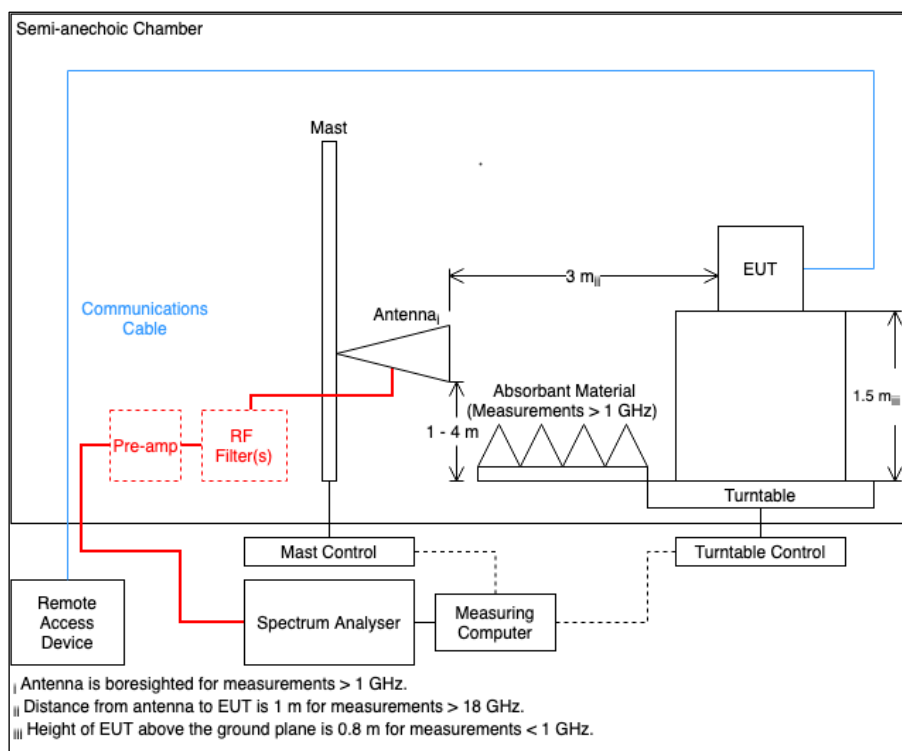 Semi-anechoic Chamber
Mast
EUT
3 mii
Communications
Cable
Antennai
Absorbant Material
(Measurements > 1 GHz)
1.5 miii
1 - 4 m
Pre-amp
RF
Filter(s)
Turntable
Mast Control
Turntable Control
Remote
Access
Device
Spectrum Analyser
Measuring
Computer
i Antenna is boresighted for measurements > 1 GHz.
ii Distance from antenna to EUT is 1 m for measurements > 18 GHz.
iii Height of EUT above the ground plane is 0.8 m for measurements < 1 GHz.